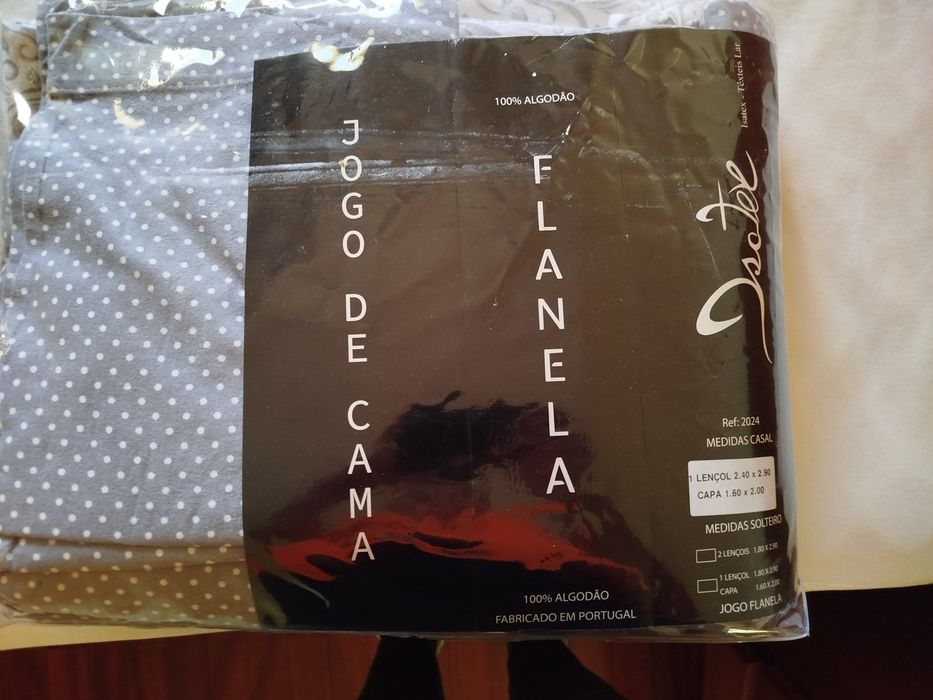 JOGO DE CAMA
100% ALGODÃO
FLANELA
100% ALGODÃO
FABRICADO EM PORTUGAL
Isatex - Têxteis Lar
Isatex
Ref: 2024
MEDIDAS CASAL
1 LENÇOL 2.40 x 2.90
CAPA 1.60 x 2.00
MEDIDAS SOLTEIRO
2 LENÇOIS 1,80 X 2.90
1 LENÇOL 1.80 X 2.90
CAPA 1.60 X 2.00
JOGO FLANELA